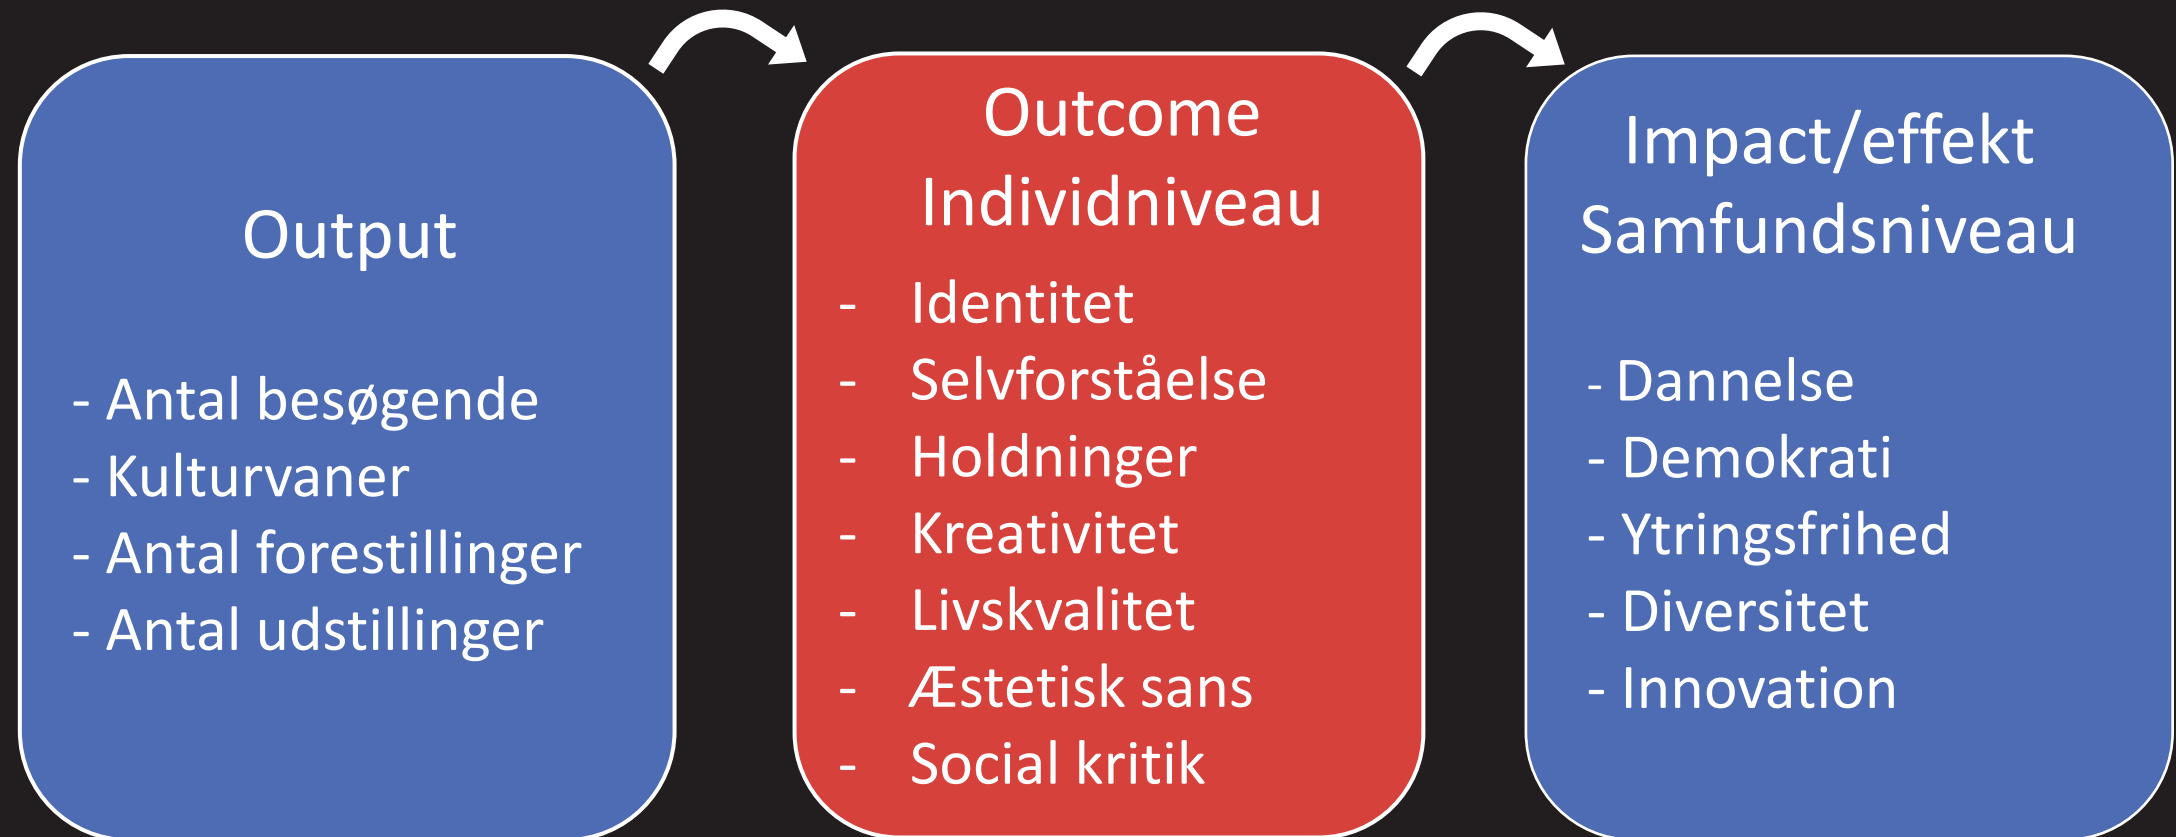 Output
- Antal besøgende
- Kulturvaner
- Antal forestillinger
- Antal udstillinger
Outcome
Individniveau
- Identitet
- Selvforståelse
- Holdninger
- Kreativitet
- Livskvalitet
- Æstetisk sans
- Social kritik
Impact/effekt
Samfundsniveau
- Dannelse
- Demokrati
- Ytringsfrihed
- Diversitet
- Innovation